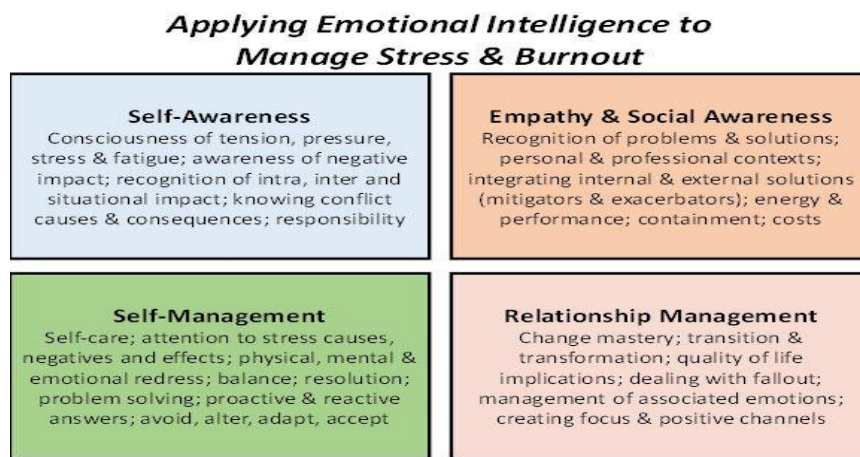 Applying Emotional Intelligence to
Manage Stress & Burnout
Self-Awareness
Consciousness of tension, pressure,
stress & fatigue; awareness of negative
impact; recognition of intra, inter and
situational impact; knowing conflict
causes & consequences; responsibility
Empathy & Social Awareness
Recognition of problems & solutions;
personal & professional contexts;
integrating internal & external solutions
(mitigators & exacerbators); energy &
performance; containment; costs
Self-Management
Self-care; attention to stress causes,
negatives and effects; physical, mental &
emotional redress; balance; resolution;
problem solving; proactive & reactive
answers; avoid, alter, adapt, accept
Relationship Management
Change mastery; transition &
transformation; quality of life
implications; dealing with fallout;
management of associated emotions;
creating focus & positive channels